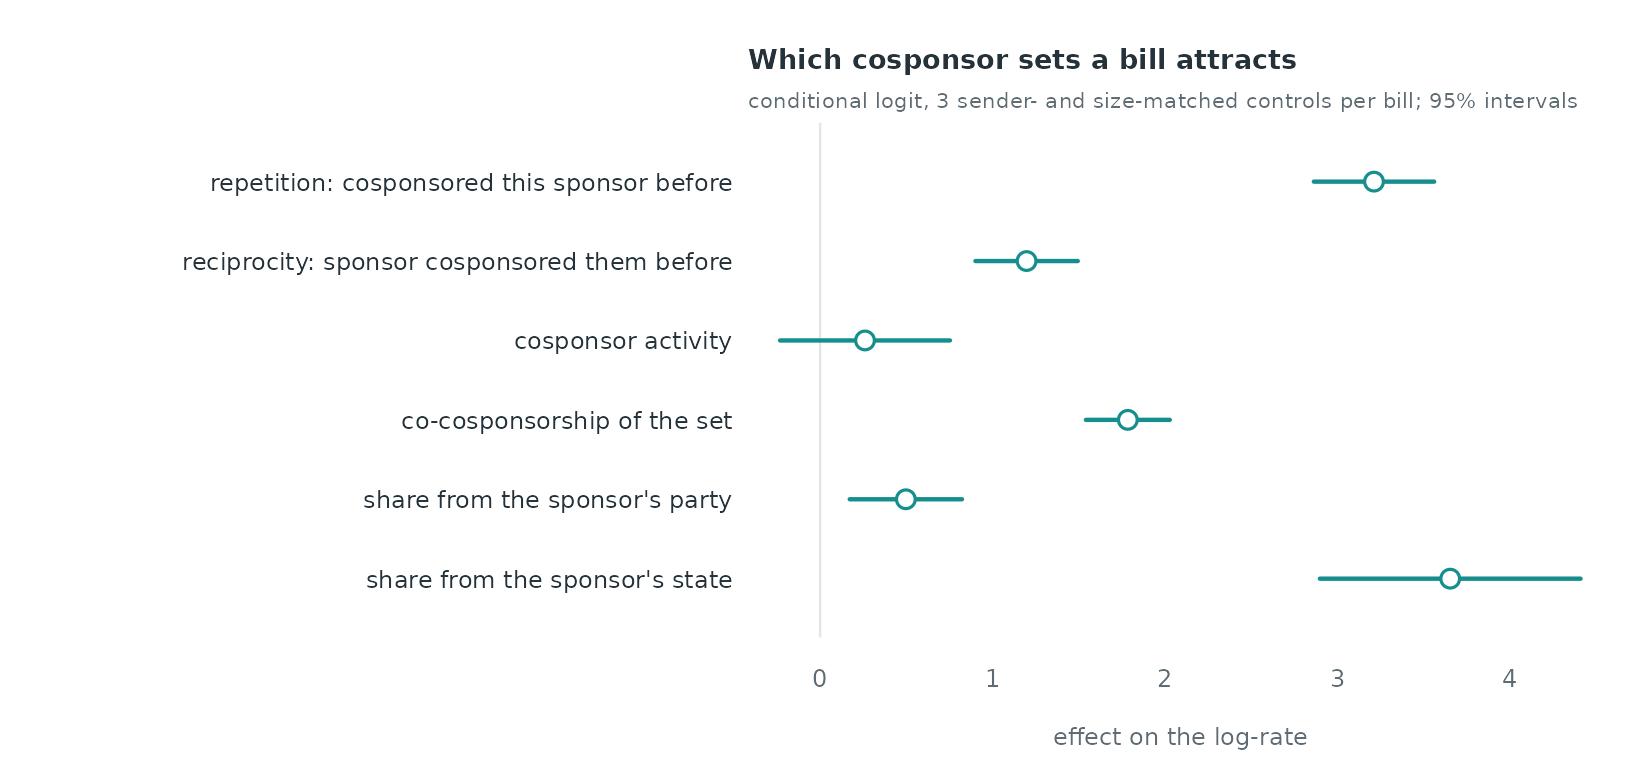 Which cosponsor sets a bill attracts
conditional logit, 3 sender- and size-matched controls per bill; 95% intervals
repetition: cosponsored this sponsor before
reciprocity: sponsor cosponsored them before
cosponsor activity
co-cosponsorship of the set
share from the sponsor's party
share from the sponsor's state
0 1 2 3 4
effect on the log-rate